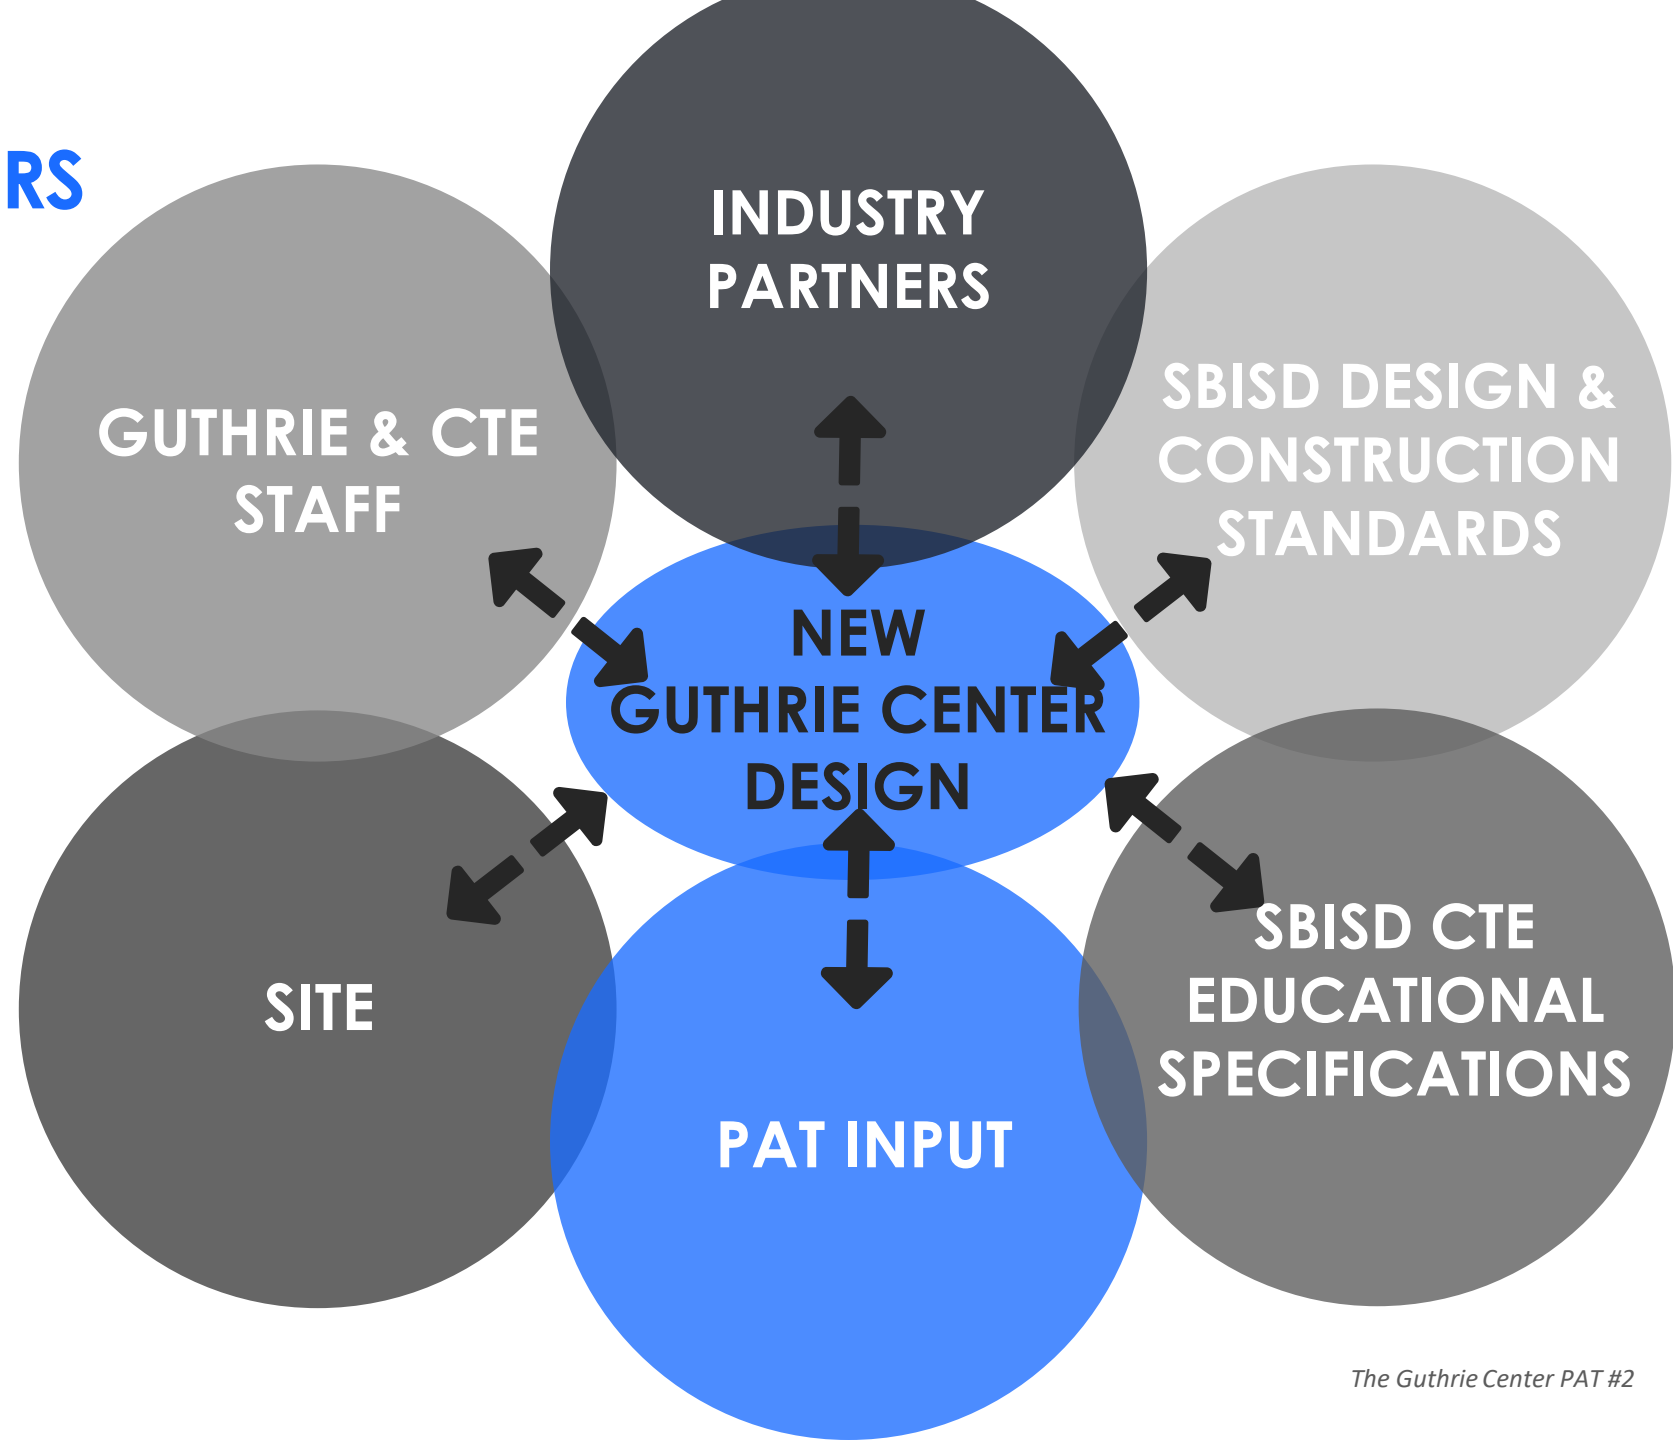 RS
INDUSTRY
PARTNERS
GUTHRIE & CTE
STAFF
SBISD DESIGN &
CONSTRUCTION
STANDARDS
NEW
GUTHRIE CENTER
DESIGN
SITE
PAT INPUT
SBISD CTE
EDUCATIONAL
SPECIFICATIONS
The Guthrie Center PAT #2